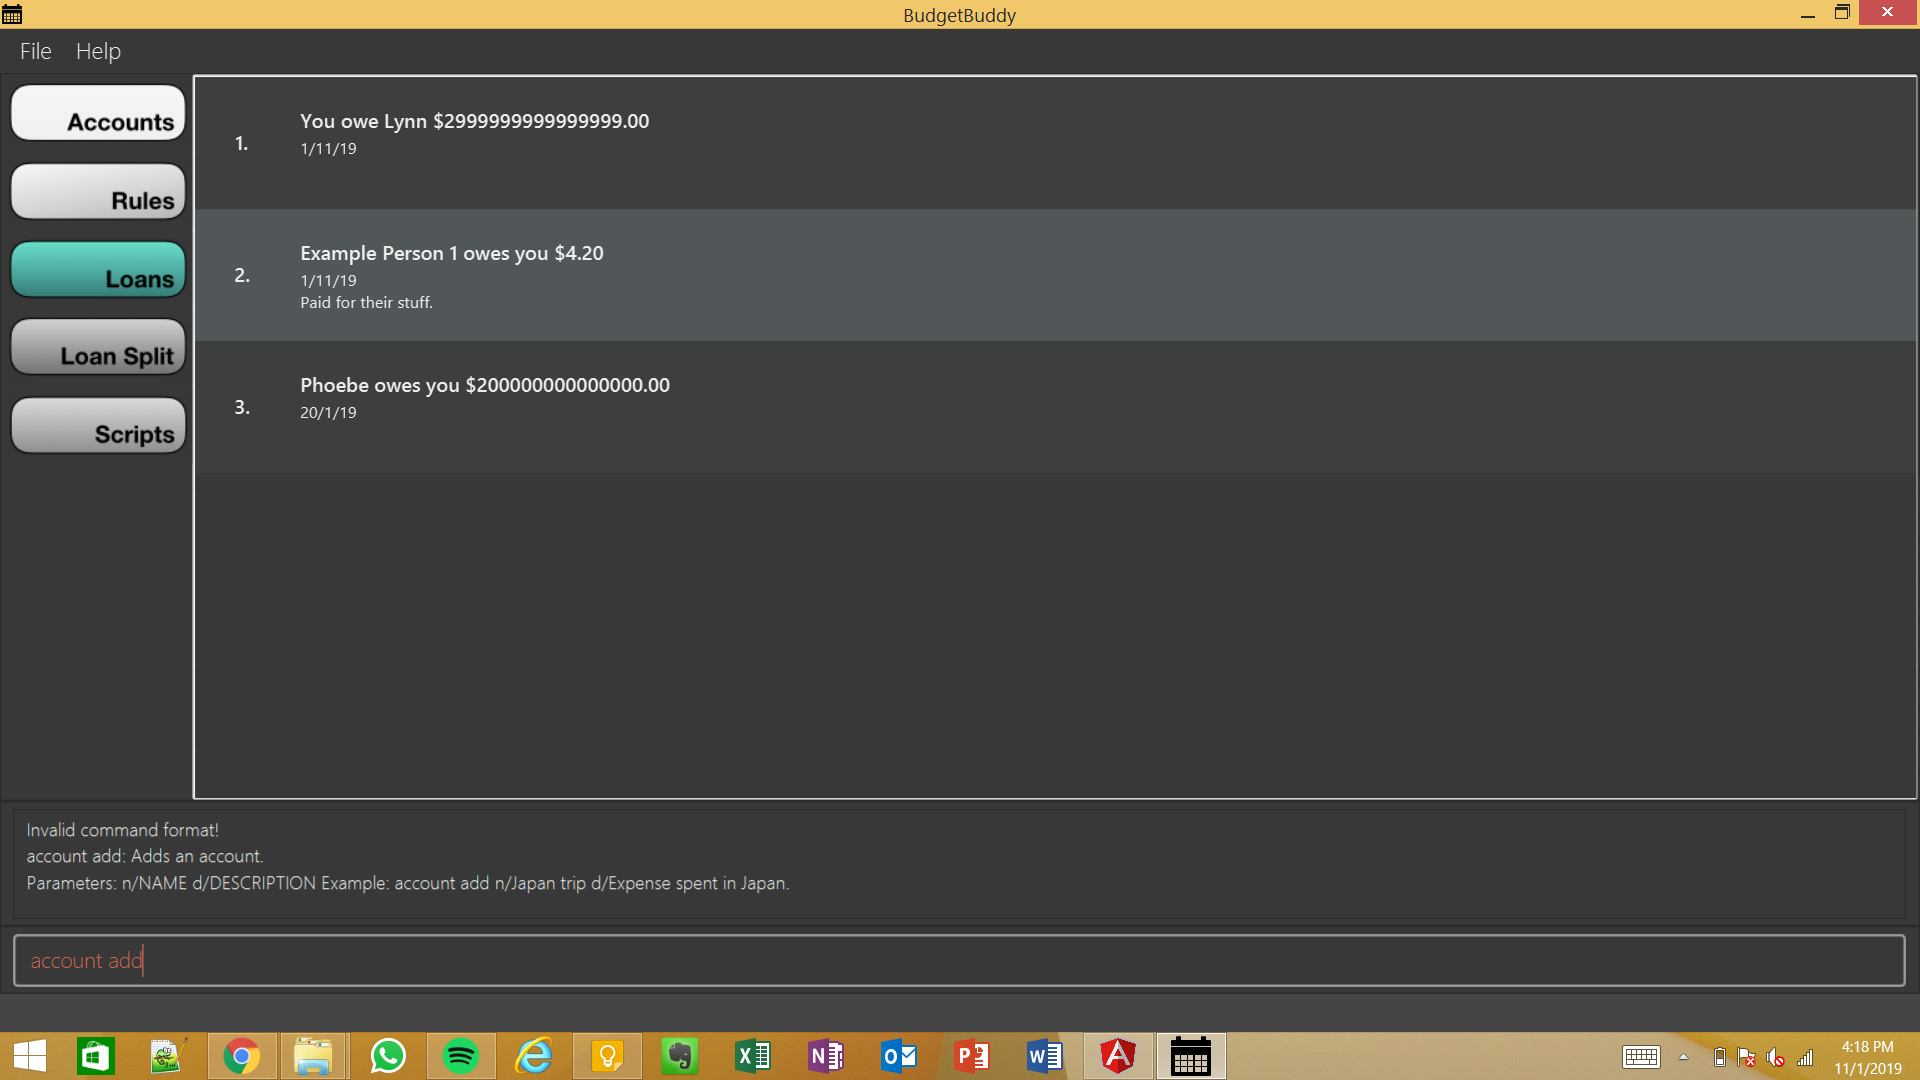 BudgetBuddy
File Help
Accounts
Rules
Loans
Loan Split
Scripts
1.
You owe Lynn $2999999999999999.00
1/11/19
2.
Example Person 1 owes you $4.20
1/11/19
Paid for their stuff.
3.
Phoebe owes you $200000000000000.00
20/1/19
Invalid command format!
account add: Adds an account.
Parameters: n/NAME d/DESCRIPTION Example: account add n/Japan trip d/Expense spent in Japan.
account add
4:18 PM
11/1/2019